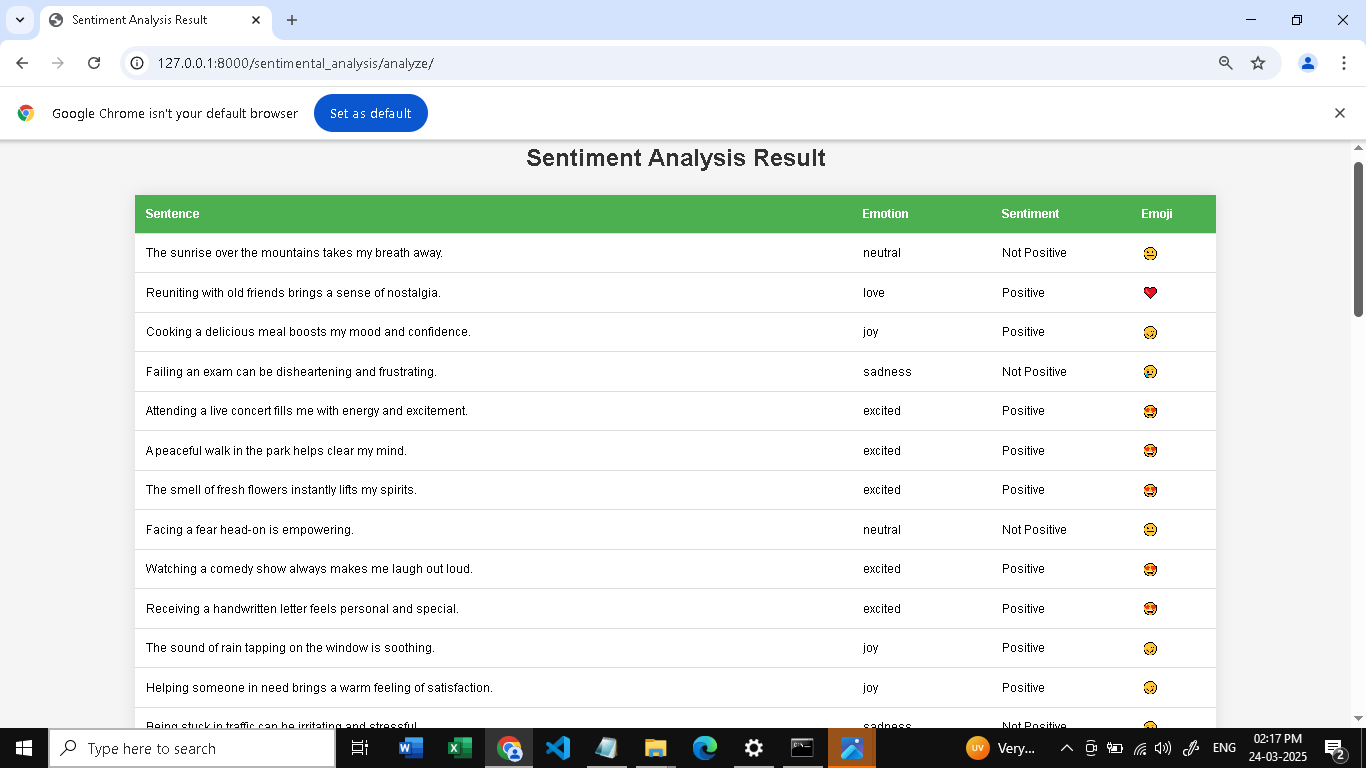 Sentiment Analysis Result
127.0.0.1:8000/sentimental_analysis/analyze/
Google Chrome isn't your default browser Set as default
Sentiment Analysis Result
Sentence Emotion Sentiment Emoji
The sunrise over the mountains takes my breath away. neutral Not Positive
Reuniting with old friends brings a sense of nostalgia. love Positive
Cooking a delicious meal boosts my mood and confidence. joy Positive
Failing an exam can be disheartening and frustrating. sadness Not Positive
Attending a live concert fills me with energy and excitement. excited Positive
A peaceful walk in the park helps clear my mind. excited Positive
The smell of fresh flowers instantly lifts my spirits. excited Positive
Facing a fear head-on is empowering. neutral Not Positive
Watching a comedy show always makes me laugh out loud. excited Positive
Receiving a handwritten letter feels personal and special. excited Positive
The sound of rain tapping on the window is soothing. joy Positive
Helping someone in need brings a warm feeling of satisfaction. joy Positive
Being stuck in traffic can be irritating and stressful. sadness Not Positive
Type here to search
UV Very... ENG 02:17 PM
24-03-2025 2